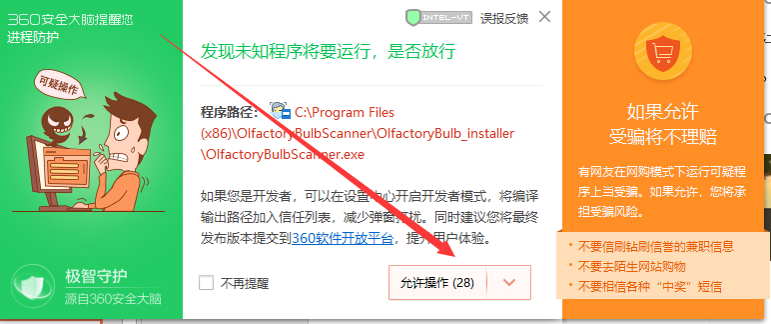 360安全大脑提醒您
进程防护
可疑操作
极智守护
源自360安全大脑
INTEL-VT 误报反馈
发现未知程序将要运行，是否放行
程序路径： C:\Program Files
(x86)\OlfactoryBulbScanner\OlfactoryBulb_installer
\OlfactoryBulbScanner.exe
如果您是开发者，可以在设置中心开启开发者模式，将编译
输出路径加入信任列表，减少弹窗打扰。同时建议您将最终
发布版本提交到360软件开放平台，提升用户体验。
不再提醒
允许操作 (28)
如果允许
受骗将不理赔
有网友在网购模式下运行可疑程
序上当受骗。如果允许，您将承
担受骗风险。
不要信刷钻刷信誉的兼职信息
不要去陌生网站购物
不要相信各种“中奖”短信